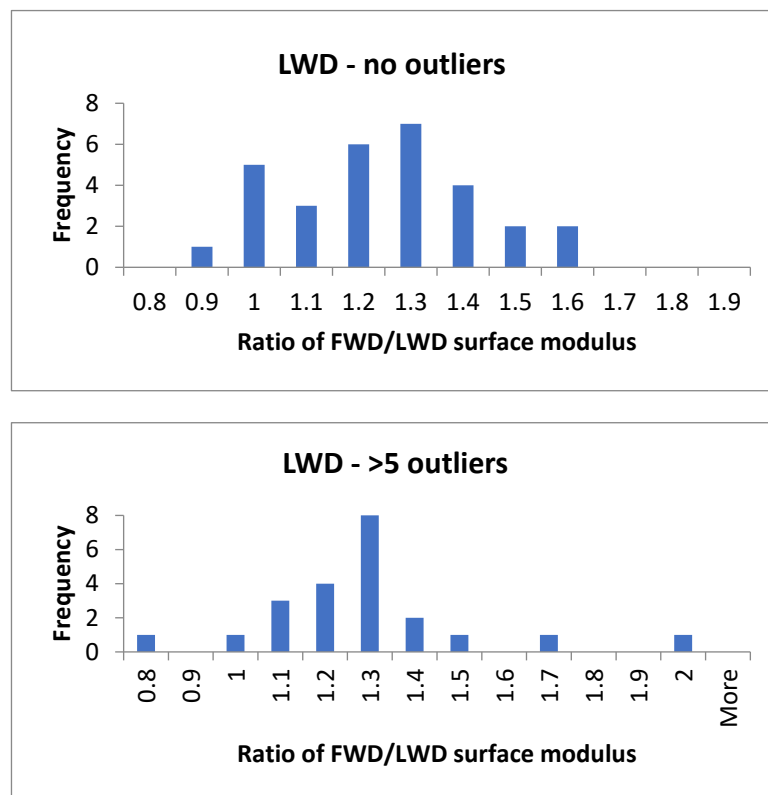 LWD - no outliers
8
6
4
2
0
Frequency
0.8 0.9 1 1.1 1.2 1.3 1.4 1.5 1.6 1.7 1.8 1.9
Ratio of FWD/LWD surface modulus
LWD - >5 outliers
8
6
4
2
0
Frequency
0.8 0.9 1 1.1 1.2 1.3 1.4 1.5 1.6 1.7 1.8 1.9 2 More
Ratio of FWD/LWD surface modulus